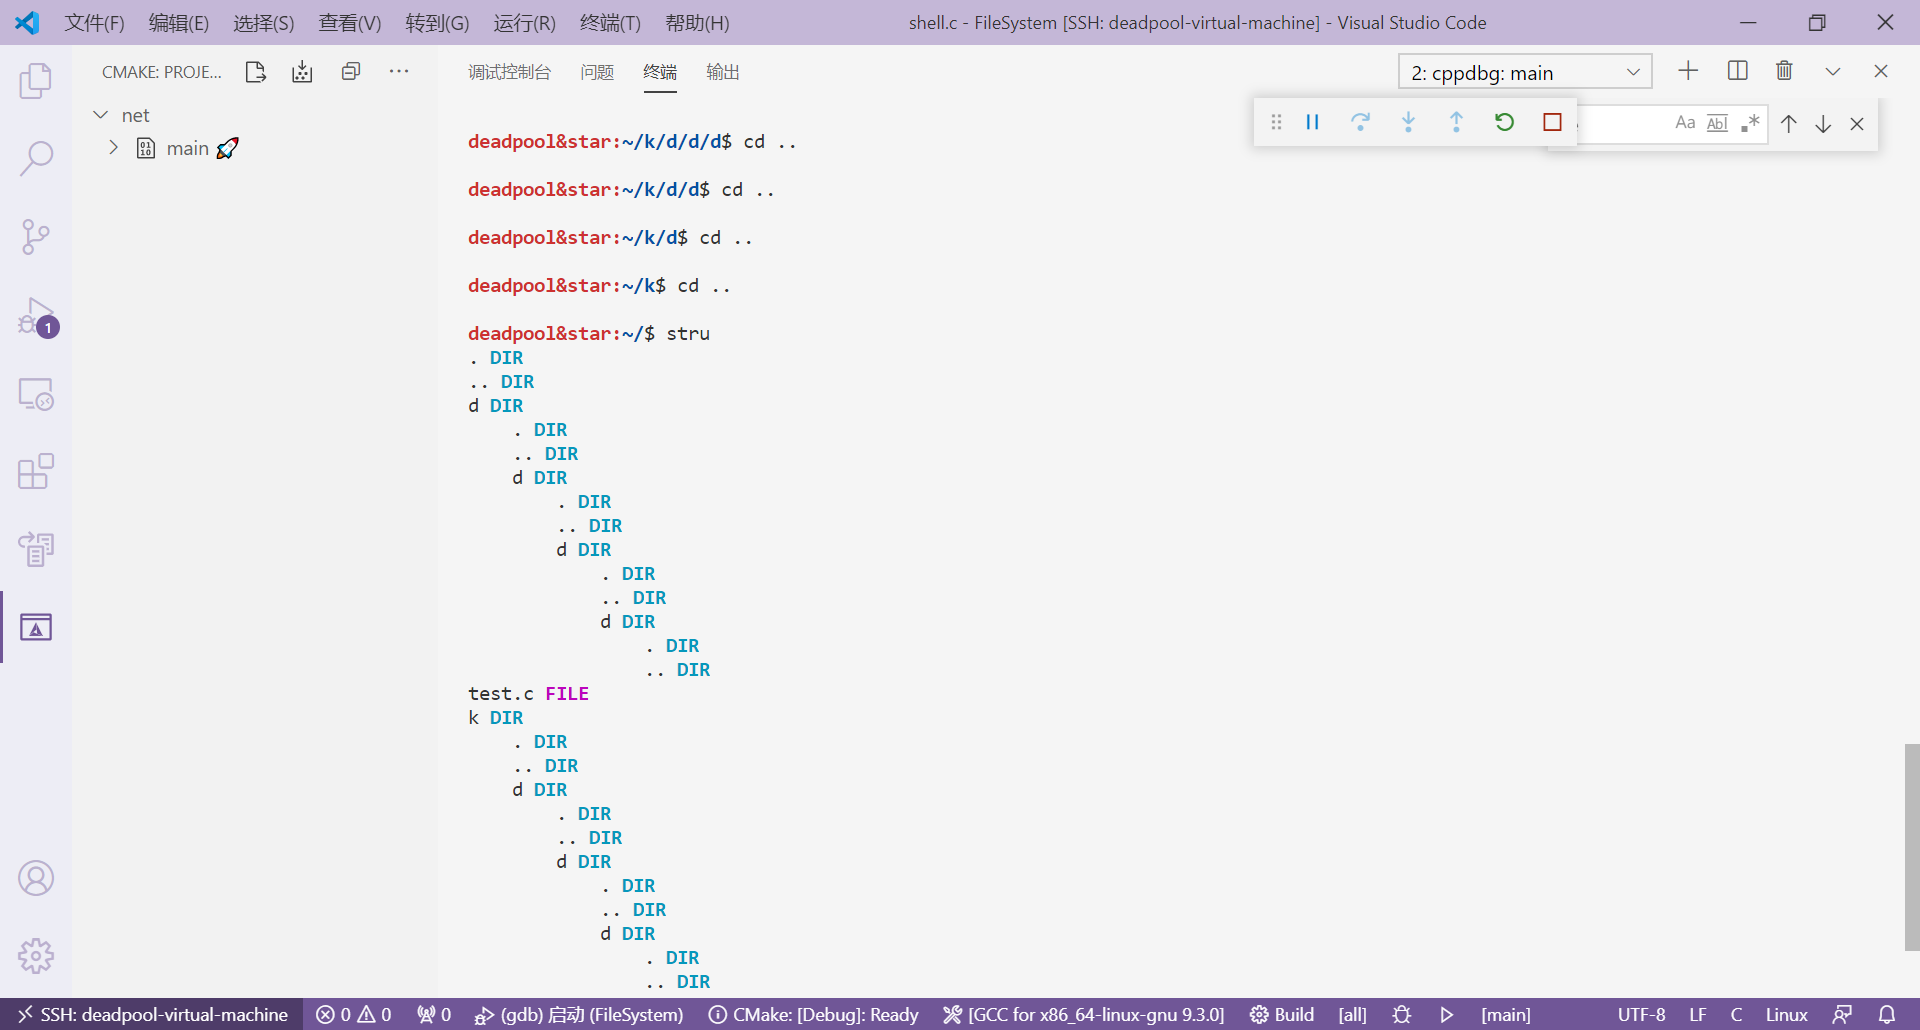 文件(F) 编辑(E) 选择(S) 查看(V) 转到(G) 运行(R) 终端(T) 帮助(H) shell.c - FileSystem [SSH: deadpool-virtual-machine] - Visual Studio Code
CMAKE: PROJE...
net
main
1
调试控制台 问题 终端 输出 2: cppdbg: main
Aa Abl .*
deadpool&star:~/k/d/d/d$ cd ..
deadpool&star:~/k/d/d$ cd ..
deadpool&star:~/k/d$ cd ..
deadpool&star:~/k$ cd ..
deadpool&star:~/$ stru
. DIR
.. DIR
d DIR
. DIR
.. DIR
d DIR
. DIR
.. DIR
d DIR
. DIR
.. DIR
d DIR
. DIR
.. DIR
test.c FILE
k DIR
. DIR
.. DIR
d DIR
. DIR
.. DIR
d DIR
. DIR
.. DIR
d DIR
. DIR
.. DIR
SSH: deadpool-virtual-machine 0 0 0 (gdb) 启动 (FileSystem) CMake: [Debug]: Ready [GCC for x86_64-linux-gnu 9.3.0] Build [all] [main] UTF-8 LF C Linux